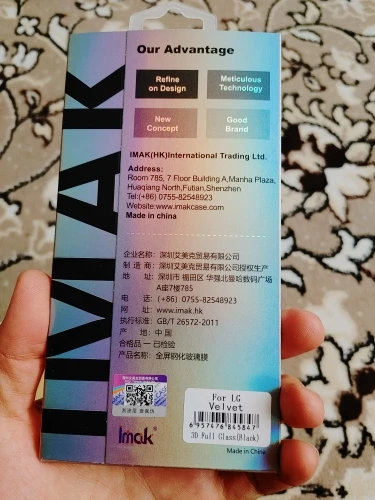 IMAK
Our Advantage
Refine
on Design
Meticulous
Technology
New
Concept
Good
Brand
IMAK(HK)International Trading Ltd.
Address:
Room 785, 7 Floor Building A,Manha Plaza,
Huaqiang North,Futian,Shenzhen
Tel:(+86) 0755-82548923
Website:www.imakcase.com
Made in china
企业名称: 深圳艾美克贸易有限公司
制 造 商: 深圳艾美克贸易有限公司授权生产
地 址: 深圳市 福田区 华强北曼哈数码广场
A座7楼785
电 话: (+86) 0755-82548923
网 址: www.imak.hk
执行标准: GB/T 26572-2011
产 地: 中 国
合格品 — 已检验
产品名称: 全屏钢化玻璃膜
For LG
Velvet
6957476845847
3D Full Glass(Black)
Imak
Made in China